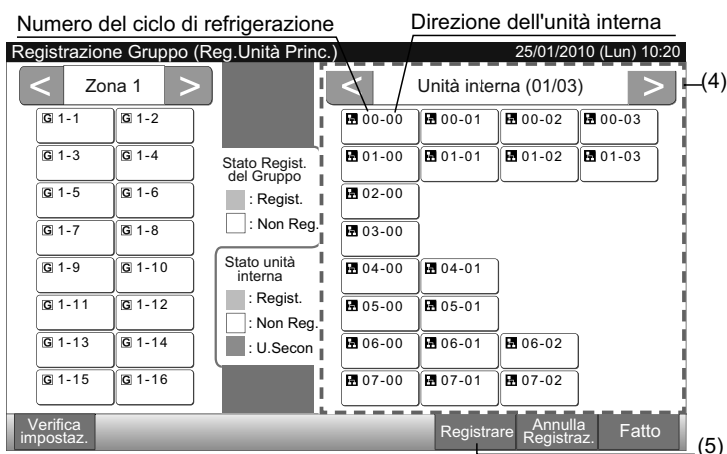 Numero del ciclo di refrigerazione
Direzione dell'unità interna
Registrazione Gruppo (Reg.Unità Princ.)
25/01/2010 (Lun) 10:20
< Zona 1 >
< Unità interna (01/03) >
(4)
G 1-1 G 1-2
G 1-3 G 1-4
G 1-5 G 1-6
G 1-7 G 1-8
G 1-9 G 1-10
G 1-11 G 1-12
G 1-13 G 1-14
G 1-15 G 1-16
Stato Regist.
del Gruppo
: Regist.
: Non Reg.
Stato unità
interna
: Regist.
: Non Reg.
: U.Secon
00-00 00-01 00-02 00-03
01-00 01-01 01-02 01-03
02-00
03-00
04-00 04-01
05-00 05-01
06-00 06-01 06-02
07-00 07-01 07-02
Verifica
impostaz.
Registrare
Annulla
Registraz.
Fatto
(5)